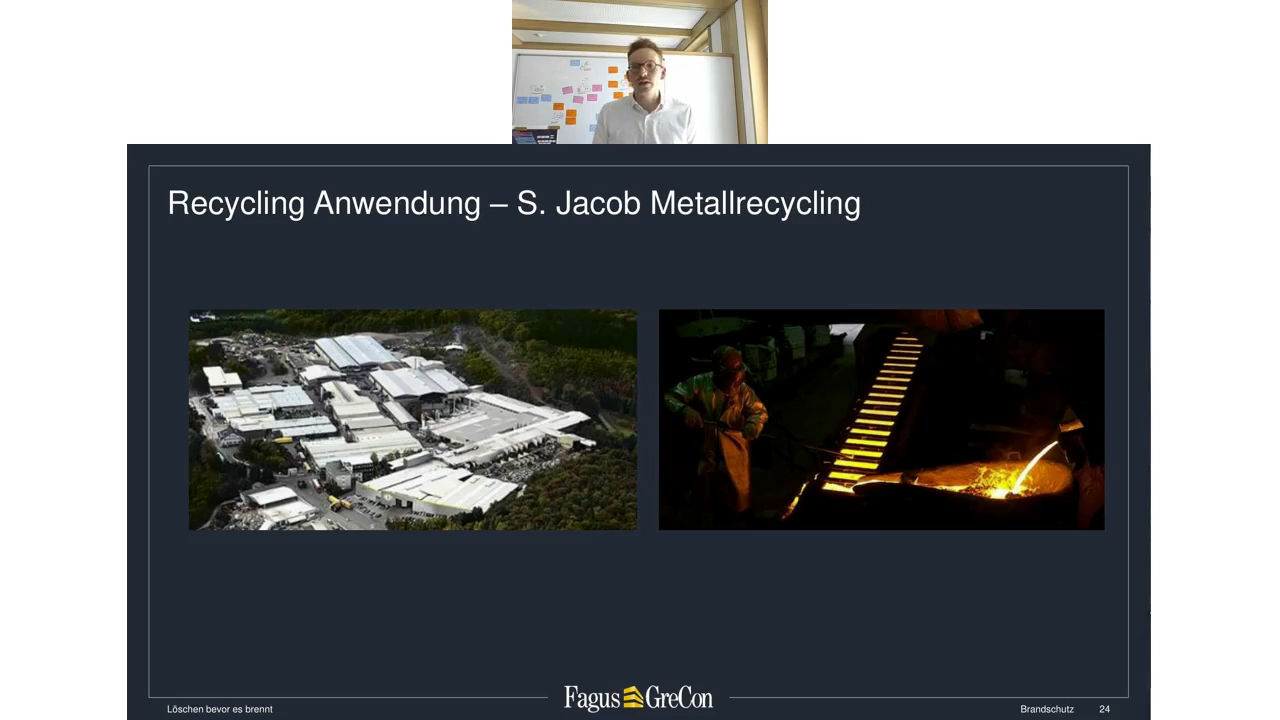 Recycling Anwendung – S. Jacob Metallrecycling
Fagus GreCon
Löschen bevor es brennt
Brandschutz 24